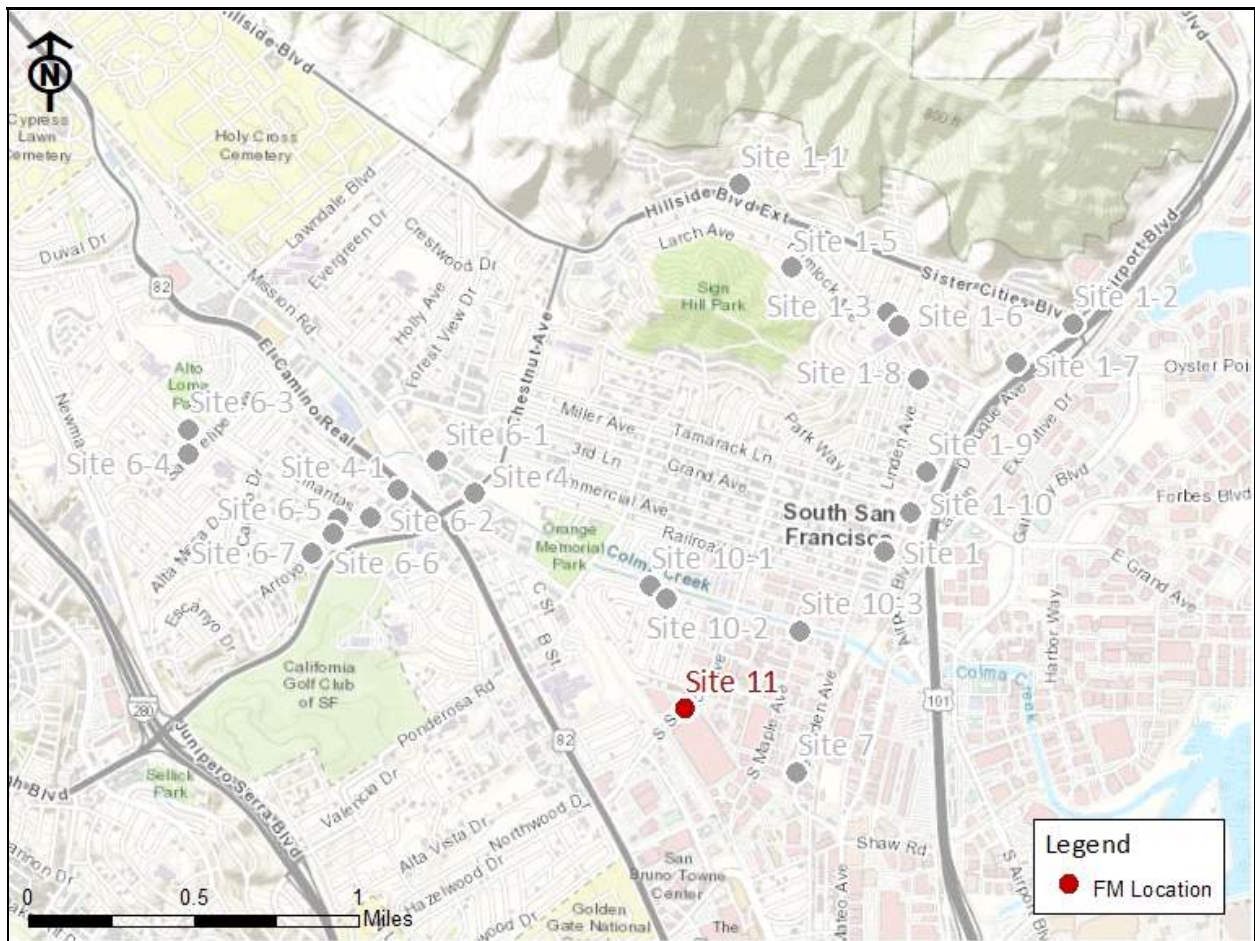 Hillside Blvd
Blvd
N
Cypress
Lawn
Cemetery
Holy Cross
Cemetery
800 ft
Site 1-1
Lawndale Blvd
Evergreen Dr
Crestwood Dr
Hillside Blvd Ext
Larch Ave
Site 1-5
Duval Dr
Mission Rd
82
Holly Ave
Forest View Dr
Sign
Hill Park
Site 1-3
Site 1-6
Sister Cities Blv
Airport Blvd
Site 1-2
Site 1-7
Oyster Poi
El Camino Real
Chestnut Ave
Site 1-8
Alto
Loma
Site 6-3
Site 6-4
Newma
Miller Ave
Tamarack Ln
Park Way
3rd Ln
Grand Ave
Linden Ave
Executive Dr
Site 6-1
Site 4-1
Site 4
Site 1-9
Forbes Blvd
Site 6-5
Site 6-2
Site 6-7
Site 6-6
Railroad
South San
Francisco
Site 1-10
Site 1
Orange
Memorial
Park
Colma Creek
Site 10-1
Site 10-2
Site 10-3
E Grand Ave
Harbor Way
Arroyo
Escanyo Dr
C St
B St
California
Golf Club
of SF
Ponderosa Rd
Site 11
S Maple Ave
Colma Creek
101
280
82
Site 7
Junipero Serra Blvd
Sellick
Park
Valencia Dr
Alta Vista Dr
Northwood D
Hazelwood Dr
Shaw Rd
San
Bruno Towne
Center
Golden
Gate National
The
Mateo Ave
S Airport Blv
0 0.5 1
Miles
Legend
FM Location